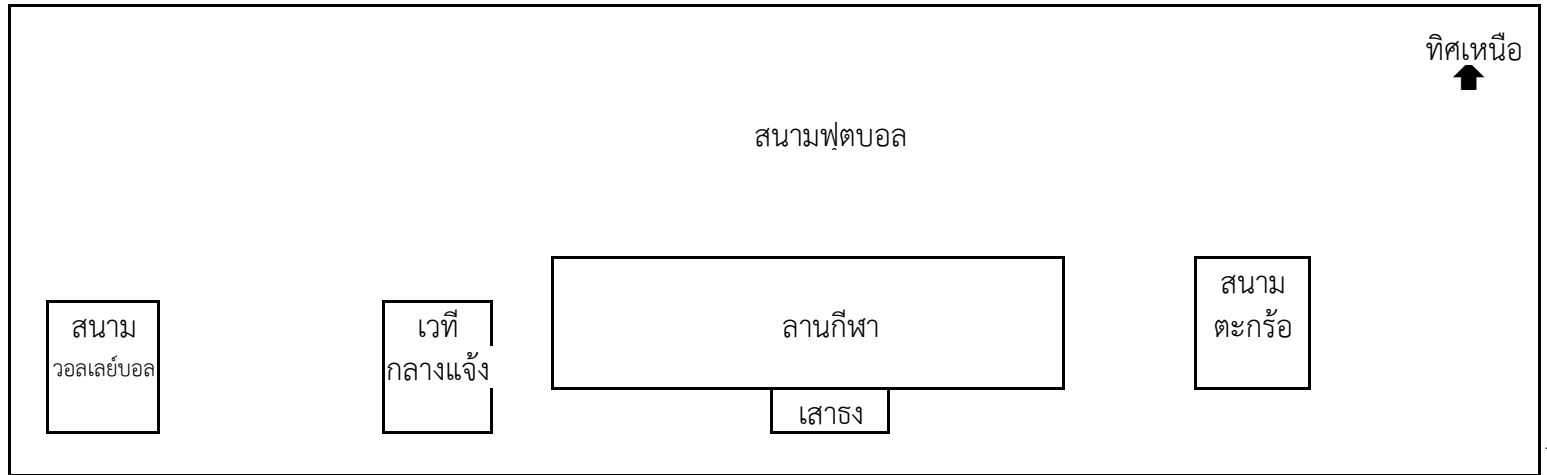 ทิศเหนือ
สนามฟุตบอล
สนาม
วอลเลย์บอล
เวที
กลางแจ้ง
ลานกีฬา
สนาม
ตะกร้อ
เสาธง